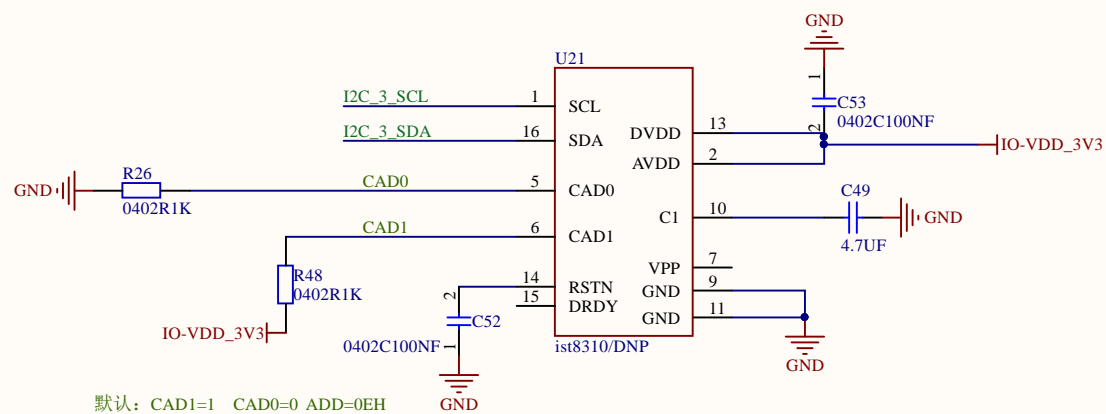 GND
U21
1
C53
2
0402C100NF
I2C_3_SCL
1
SCL
I2C_3_SDA
16
SDA
DVDD
13
AVDD
2
IO-VDD_3V3
GND
R26
0402R1K
CAD0
5
CAD0
C1
10
C49
4.7UF
GND
CAD1
6
CAD1
R48
0402R1K
IO-VDD_3V3
VPP
7
14
RSTN
GND
9
15
DRDY
GND
11
2
C52
0402C100NF
1
GND
ist8310/DNP
GND
默认：CAD1=1 CAD0=0 ADD=0EH